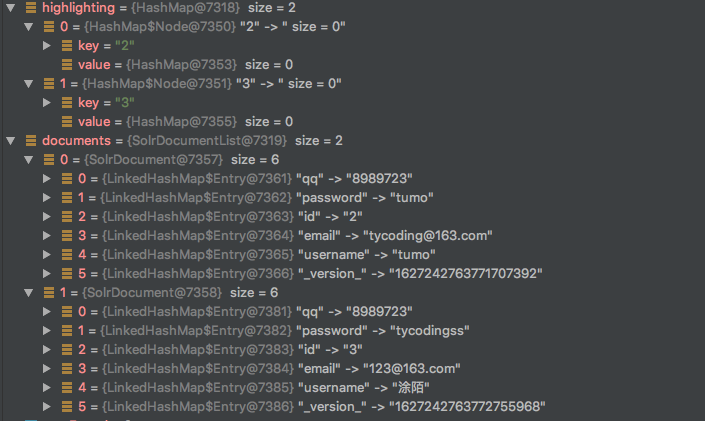 highlighting = {HashMap@7318} size = 2
0 = {HashMap$Node@7350} "2" -> " size = 0"
key = "2"
value = {HashMap@7353} size = 0
1 = {HashMap$Node@7351} "3" -> " size = 0"
key = "3"
value = {HashMap@7355} size = 0
documents = {SolrDocumentList@7319} size = 2
0 = {SolrDocument@7357} size = 6
0 = {LinkedHashMap$Entry@7361} "qq" -> "8989723"
1 = {LinkedHashMap$Entry@7362} "password" -> "tumo"
2 = {LinkedHashMap$Entry@7363} "id" -> "2"
3 = {LinkedHashMap$Entry@7364} "email" -> "tycoding@163.com"
4 = {LinkedHashMap$Entry@7365} "username" -> "tumo"
5 = {LinkedHashMap$Entry@7366} "_version_" -> "1627242763771707392"
1 = {SolrDocument@7358} size = 6
0 = {LinkedHashMap$Entry@7381} "qq" -> "8989723"
1 = {LinkedHashMap$Entry@7382} "password" -> "tycodingss"
2 = {LinkedHashMap$Entry@7383} "id" -> "3"
3 = {LinkedHashMap$Entry@7384} "email" -> "123@163.com"
4 = {LinkedHashMap$Entry@7385} "username" -> "涂陌"
5 = {LinkedHashMap$Entry@7386} "_version_" -> "1627242763772755968"